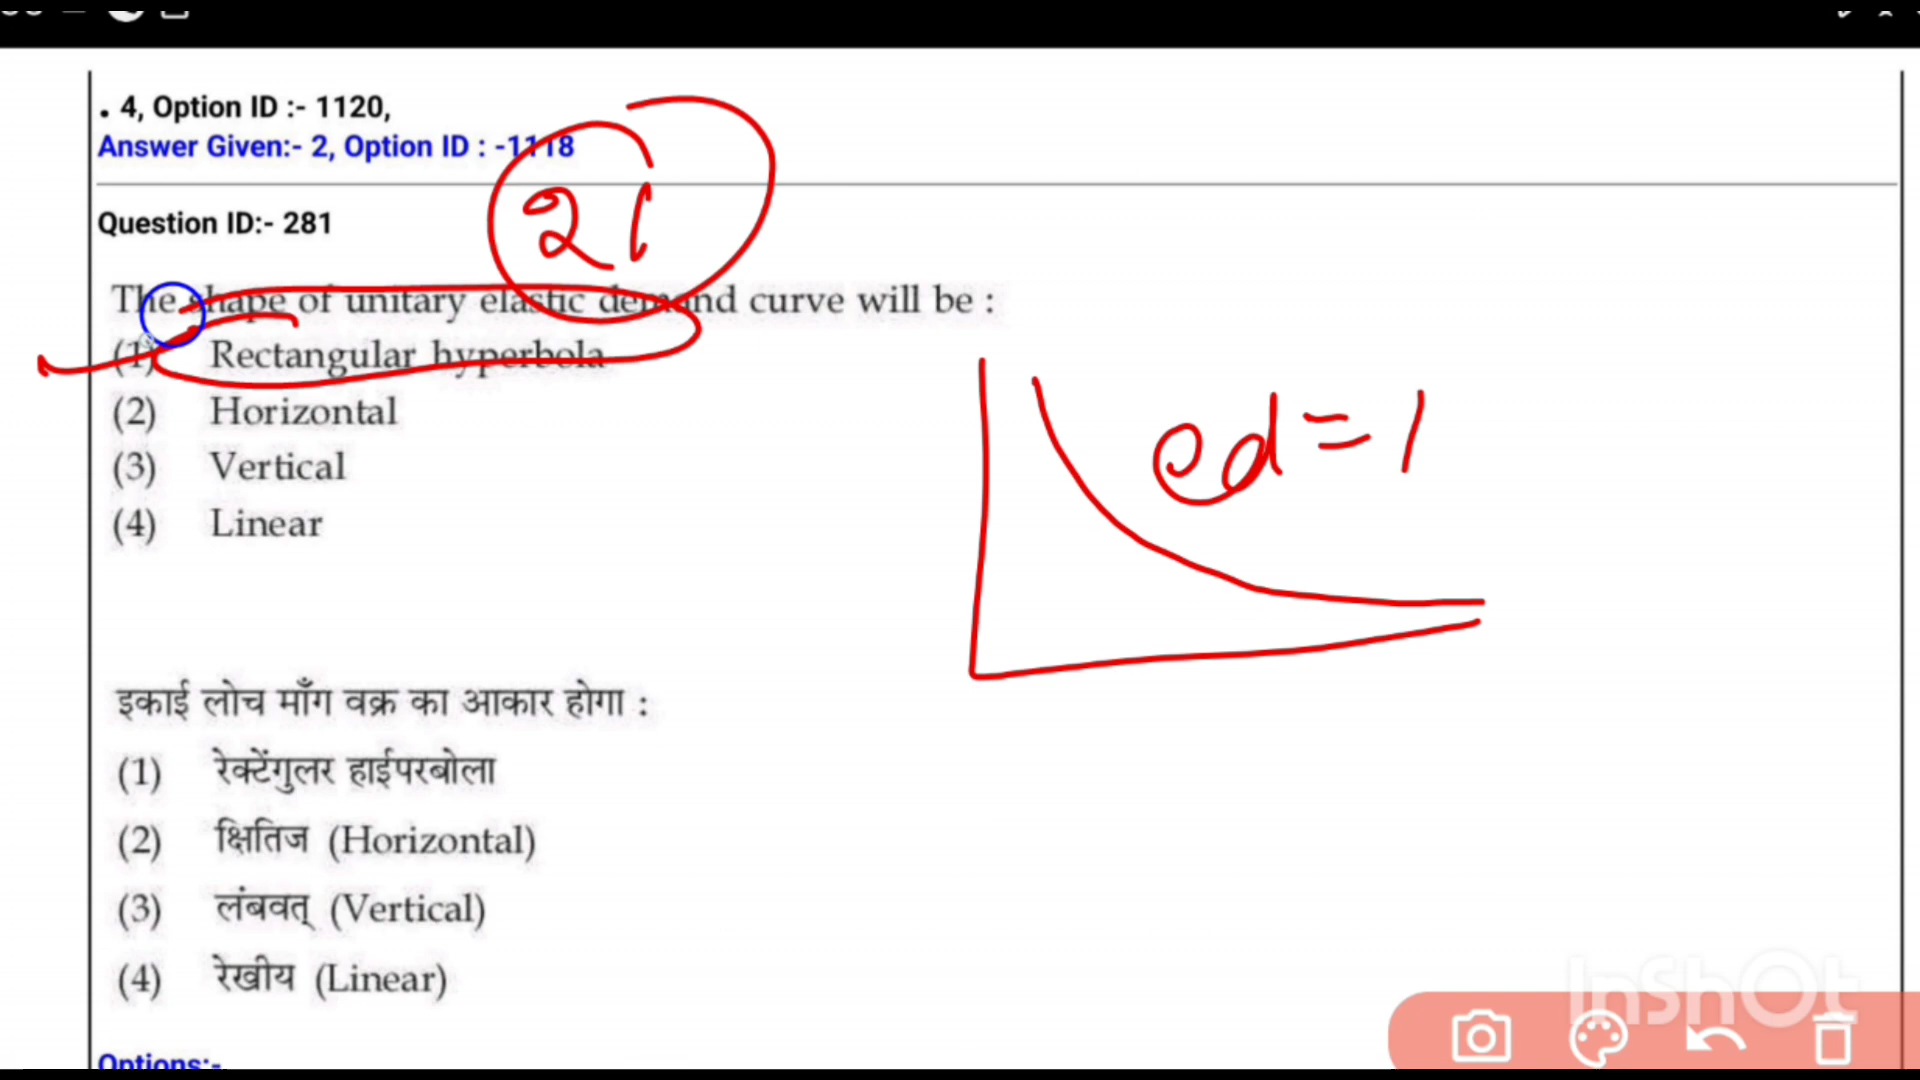 . 4, Option ID :- 1120,
Answer Given:- 2, Option ID : -1118
21
Question ID:- 281
The shape of unitary elastic demand curve will be :
(1) Rectangular hyperbola
(2) Horizontal
(3) Vertical
(4) Linear
ed=1
इकाई लोच माँग वक्र का आकार होगा :
(1) रेक्टेंगुलर हाईपरबोला
(2) क्षितिज (Horizontal)
(3) लंबवत् (Vertical)
(4) रेखीय (Linear)
InShOt
Options:-